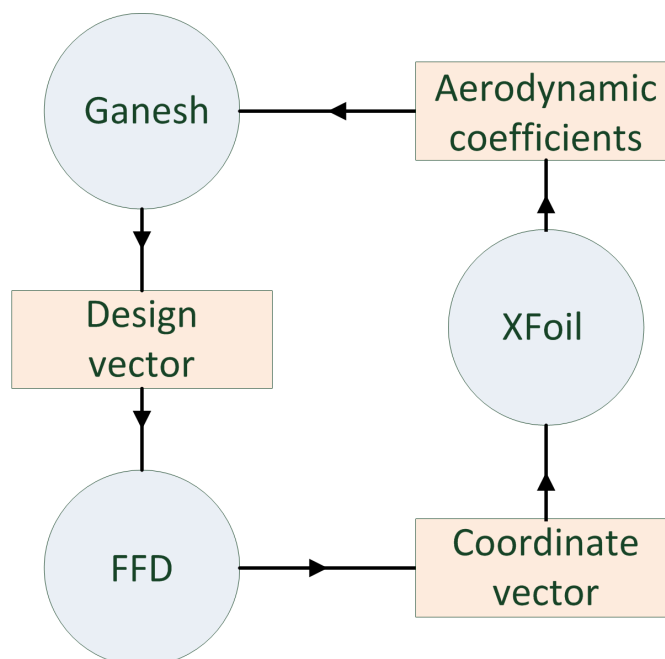 Ganesh
Aerodynamic
coefficients
Design
vector
XFoil
FFD
Coordinate
vector